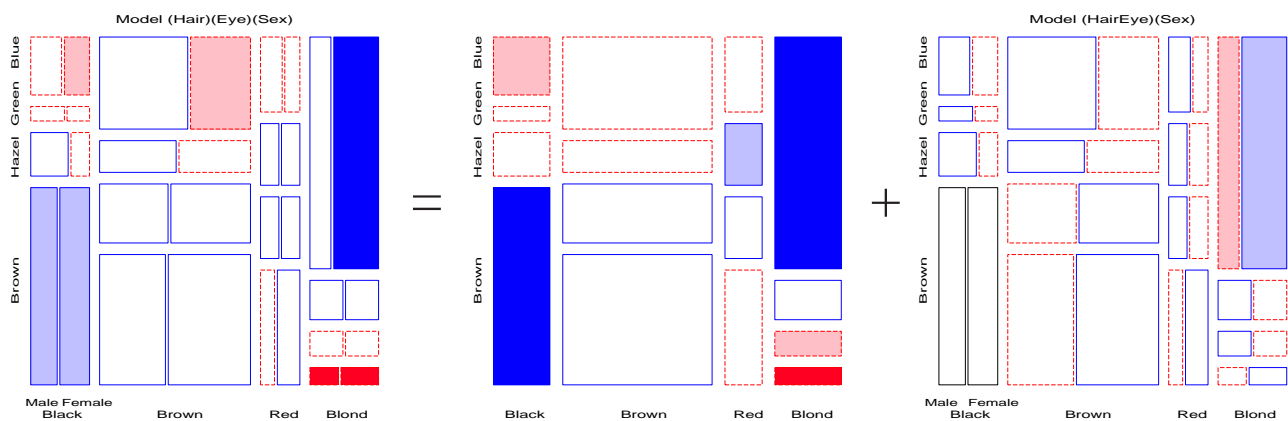 Model (Hair)(Eye)(Sex)
Blue
Green
Hazel
Brown
Male Female
Black Brown Red Blond
=
Blue
Green
Hazel
Brown
Black Brown Red Blond
+
Model (HairEye)(Sex)
Blue
Green
Hazel
Brown
Male Female
Black Brown Red Blond